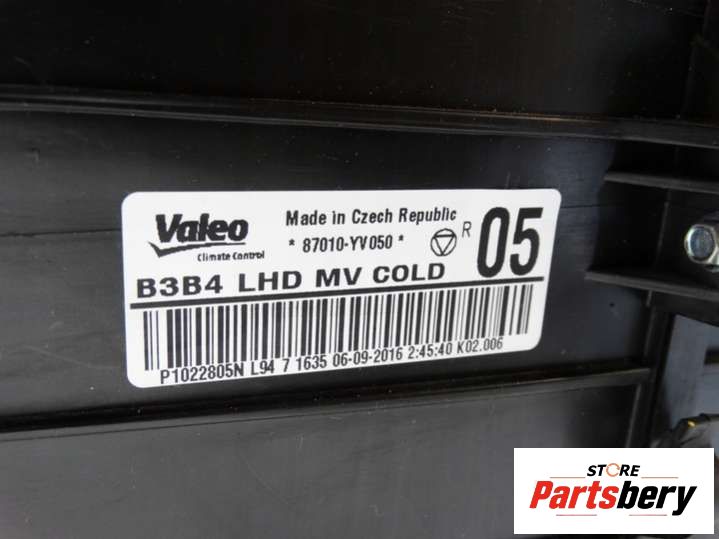 Valeo
Climate Control
Made in Czech Republic
* 87010-YV050 *
R
05
B3B4 LHD MV COLD
P1022805N L94 7 1635 06-09-2016 2:45:40 K02.006
STORE
Partsbery